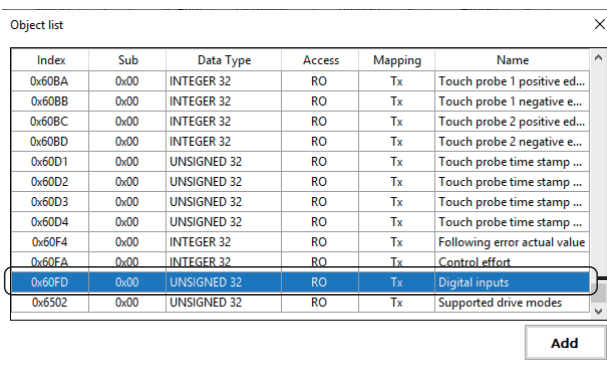 Object list
Index Sub Data Type Access Mapping Name
0x60BA 0x00 INTEGER 32 RO Tx Touch probe 1 positive ed...
0x60BB 0x00 INTEGER 32 RO Tx Touch probe 1 negative e...
0x60BC 0x00 INTEGER 32 RO Tx Touch probe 2 positive ed...
0x60BD 0x00 INTEGER 32 RO Tx Touch probe 2 negative e...
0x60D1 0x00 UNSIGNED 32 RO Tx Touch probe time stamp ...
0x60D2 0x00 UNSIGNED 32 RO Tx Touch probe time stamp ...
0x60D3 0x00 UNSIGNED 32 RO Tx Touch probe time stamp ...
0x60D4 0x00 UNSIGNED 32 RO Tx Touch probe time stamp ...
0x60F4 0x00 INTEGER 32 RO Tx Following error actual value
0x60FA 0x00 INTEGER 32 RO Tx Control effort
0x60FD 0x00 UNSIGNED 32 RO Tx Digital inputs
0x6502 0x00 UNSIGNED 32 RO Tx Supported drive modes
Add